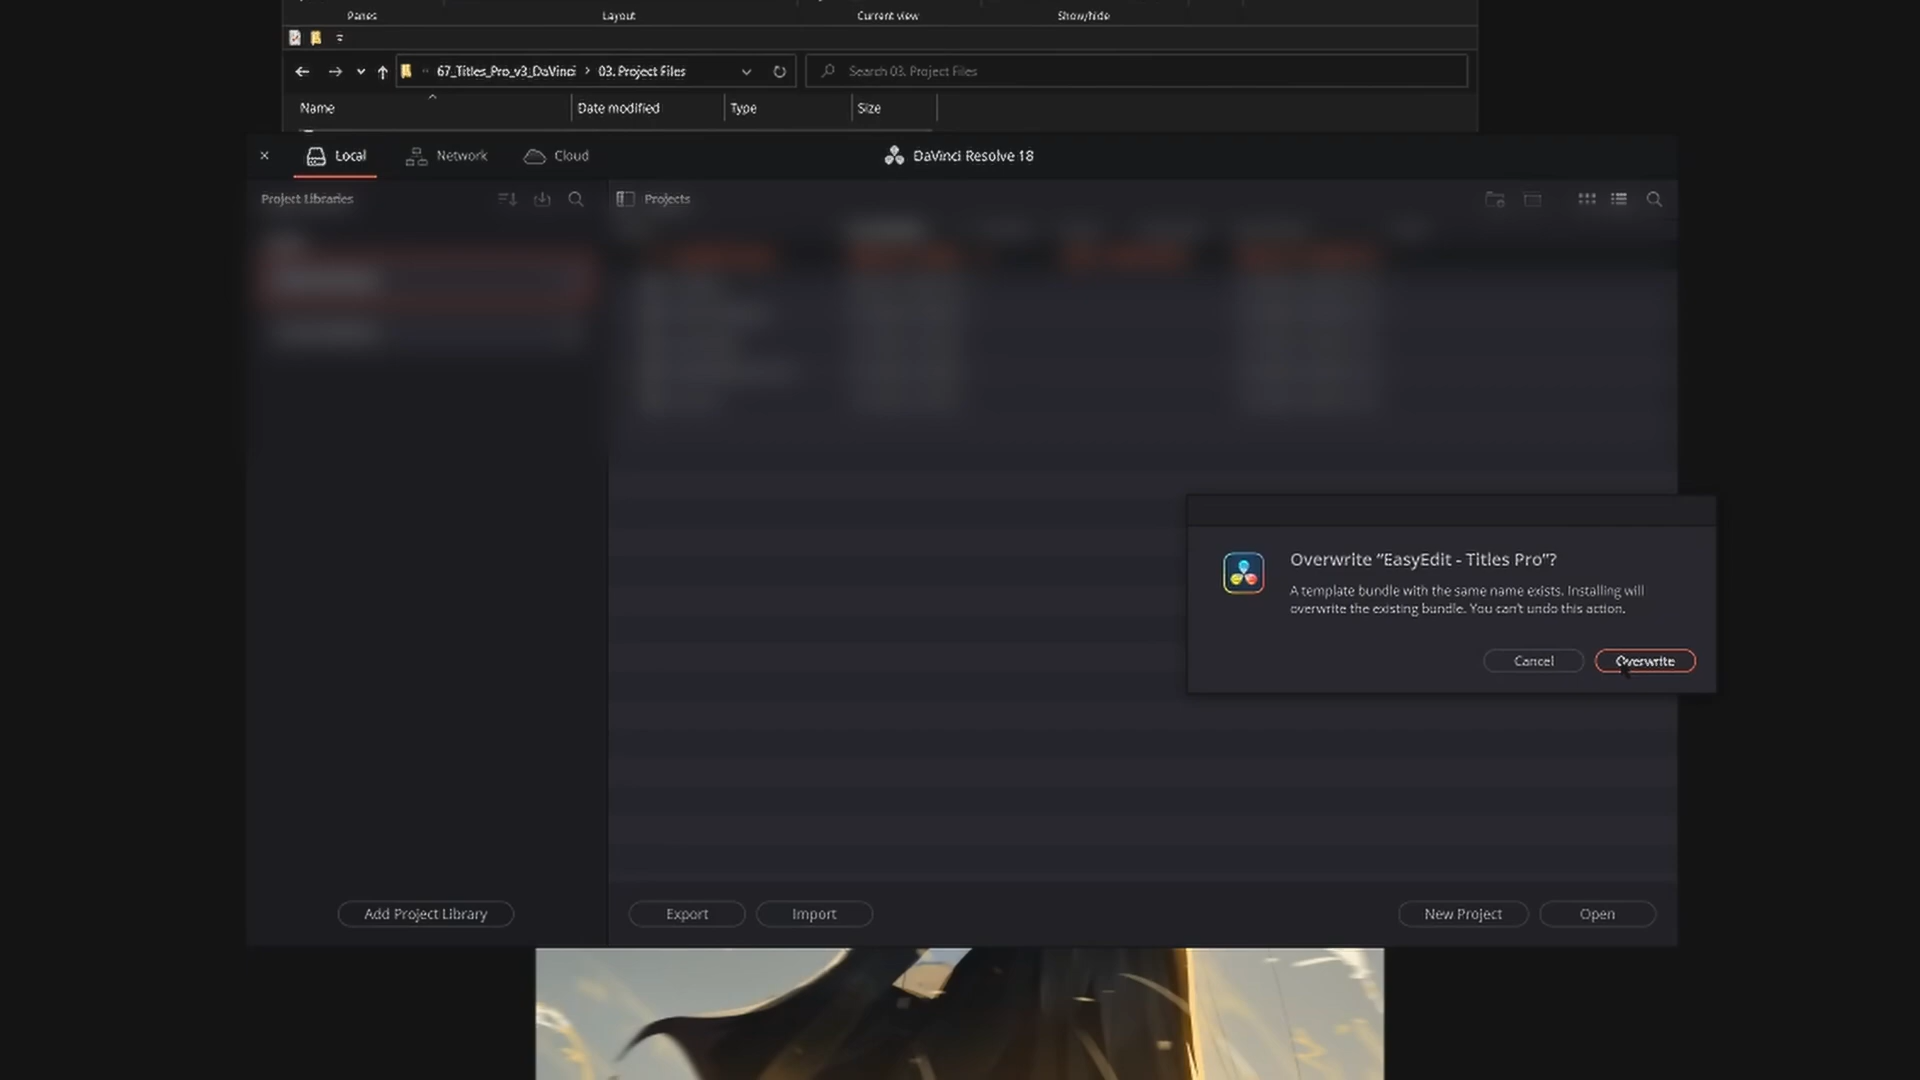 Panes
Layout
Current view
Show/hide
67_Titles_Pro_v3_DaVinci > 03. Project Files
Search 03. Project Files
Name
Date modified
Type
Size
Local
Network
Cloud
DaVinci Resolve 18
Project Libraries
Projects
Overwrite “EasyEdit - Titles Pro”?
A template bundle with the same name exists. Installing will
overwrite the existing bundle. You can't undo this action.
Cancel
Overwrite
Add Project Library
Export
Import
New Project
Open